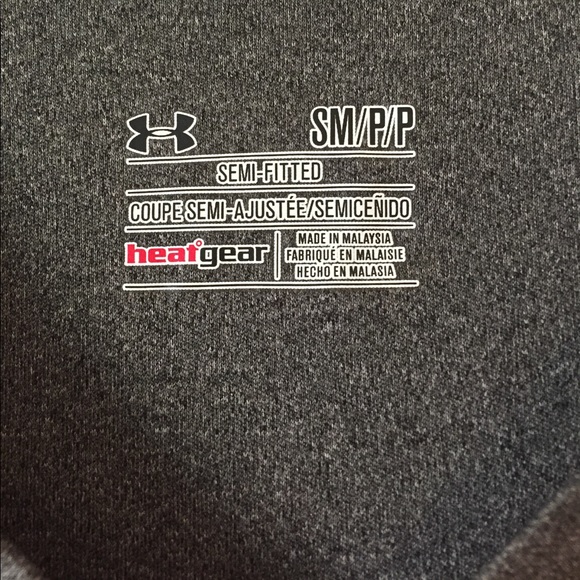 SM/P/P
SEMI-FITTED
COUPE SEMI-AJUSTÉE/SEMICEÑIDO
heatgear
MADE IN MALAYSIA
FABRIQUÉ EN MALAISIE
HECHO EN MALASIA